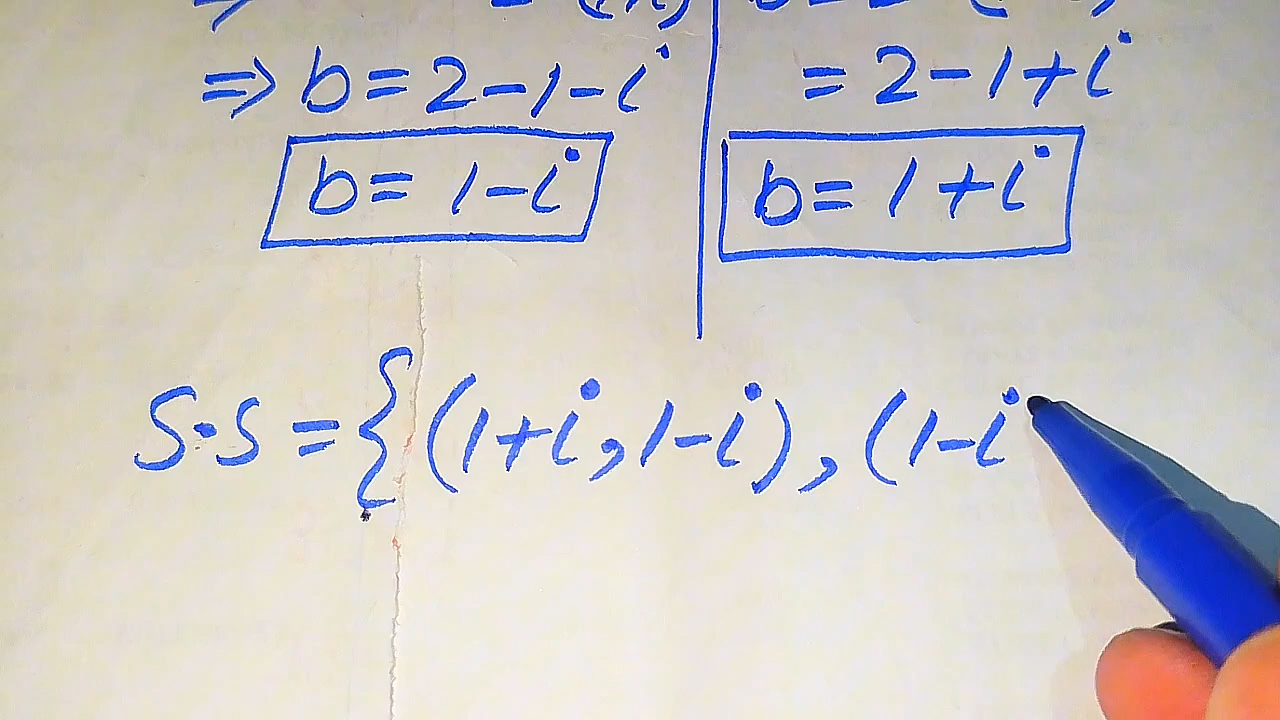 ⇒ b = 2 - 1 - i
b = 1 - i
= 2 - 1 + i
b = 1 + i
S.S = { (1 + i, 1 - i), (1 - i